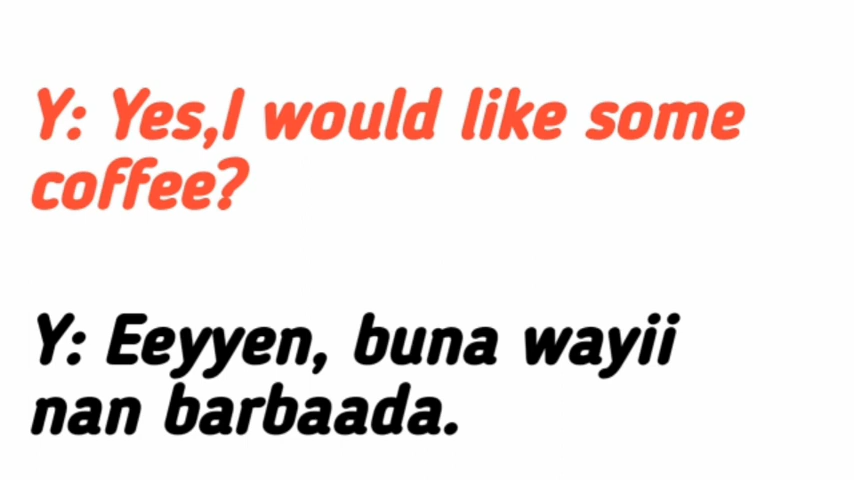 Y: Yes,I would like some
coffee?
Y: Eeyyen, buna wayii
nan barbaada.